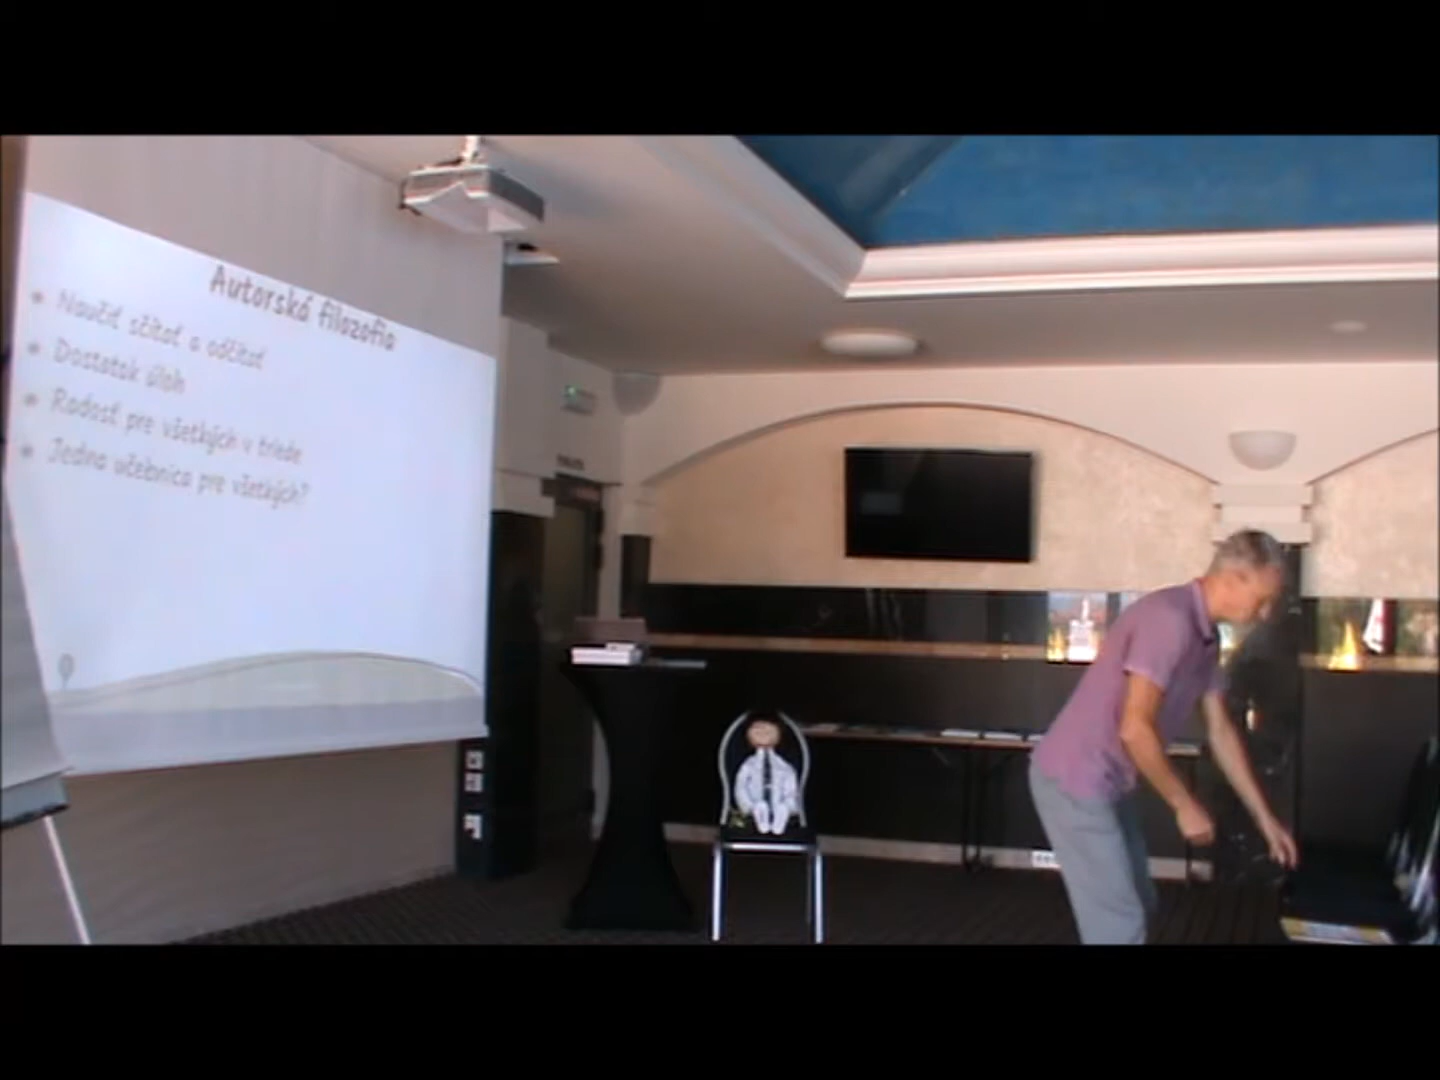 Autorská filozofia
Naučiť sčítať a odčítať
Dostatok úloh
Radosť pre všetkých v triede
Jedna učebnica pre všetkých?